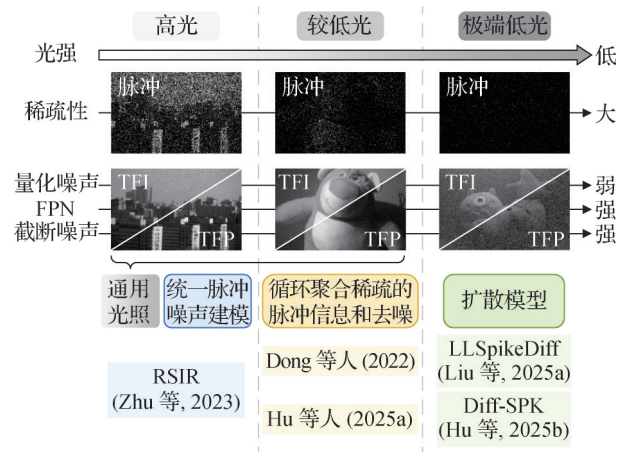 高光 较低光 极端低光
光强 低
脉冲 脉冲 脉冲
稀疏性 大
量化噪声 TFI TFI TFI 弱
FPN 强
截断噪声 TFP TFP TFP 强
通用 统一脉冲 循环聚合稀疏的 扩散模型
光照 噪声建模 脉冲信息和去噪
RSIR
(Zhu 等, 2023)
Dong 等人 (2022)
Hu 等人 (2025a)
LLSpikeDiff
(Liu 等, 2025a)
Diff-SPK
(Hu 等, 2025b)